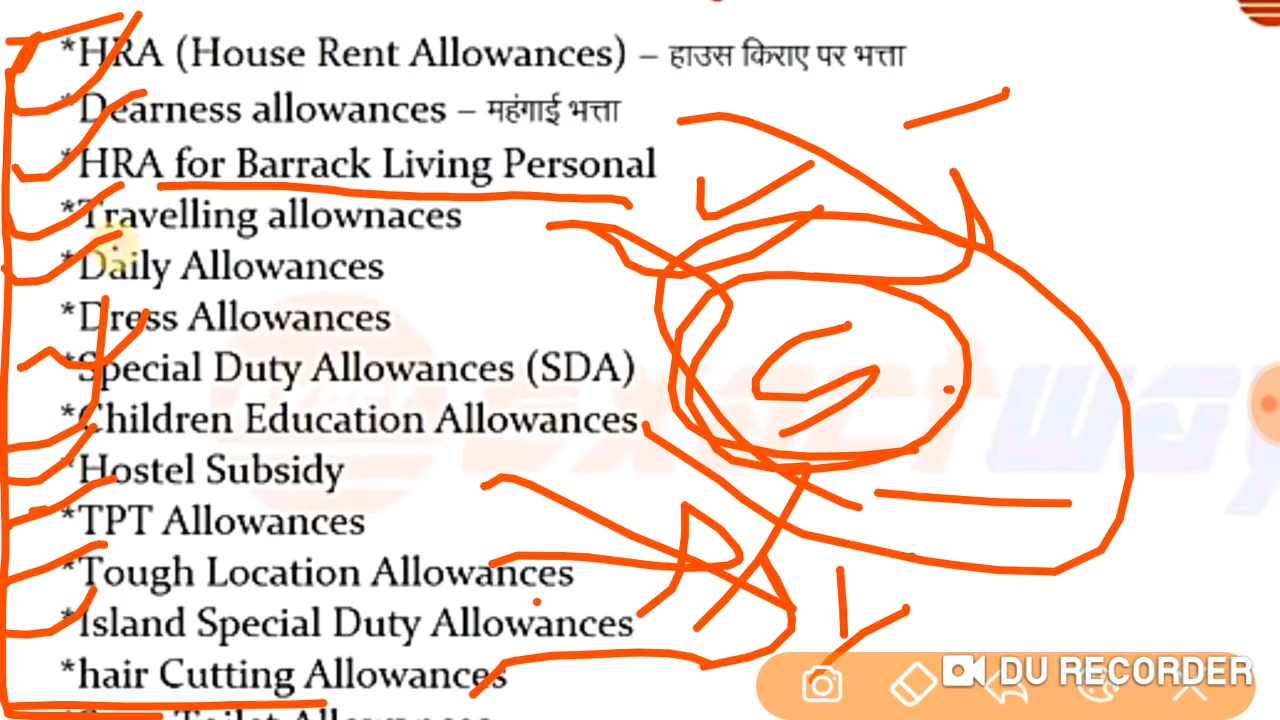 *HRA (House Rent Allowances) – हाउस किराए पर भत्ता
*Dearness allowances – महंगाई भत्ता
*HRA for Barrack Living Personal
*Travelling allownaces
*Daily Allowances
*Dress Allowances
*Special Duty Allowances (SDA)
*Children Education Allowances
*Hostel Subsidy
*TPT Allowances
*Tough Location Allowances
*Island Special Duty Allowances
*hair Cutting Allowances
Toilet Allowances
DU RECORDER